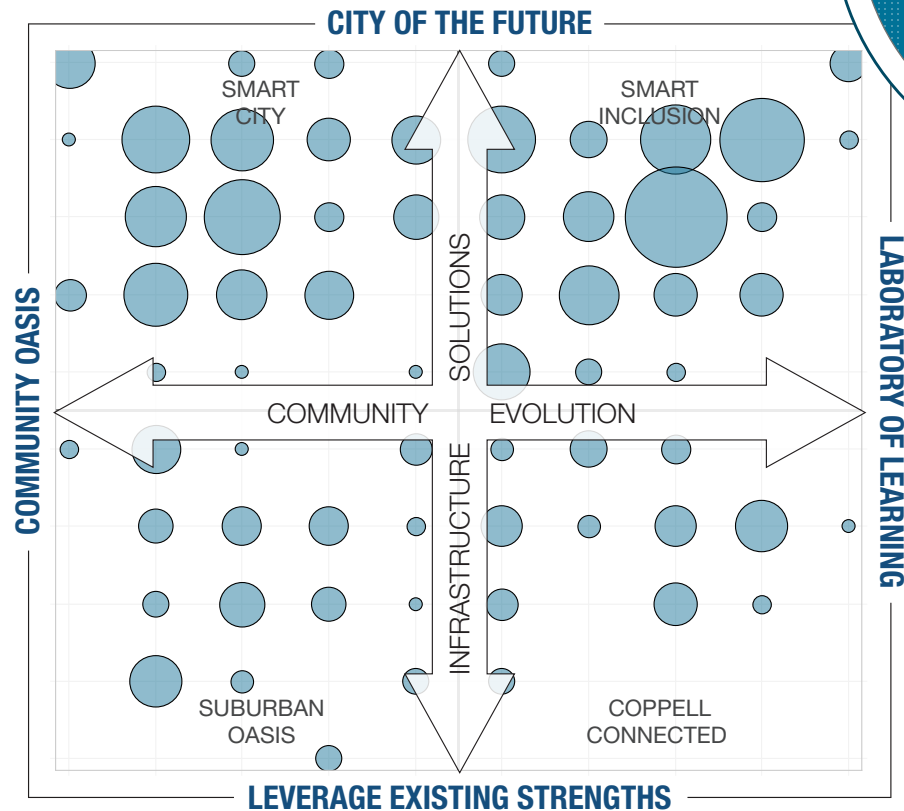 CITY OF THE FUTURE
SMART
CITY
SMART
INCLUSION
SOLUTIONS
COMMUNITY OASIS
LABORATORY OF LEARNING
COMMUNITY
EVOLUTION
INFRASTRUCTURE
SUBURBAN
OASIS
COPPELL
CONNECTED
LEVERAGE EXISTING STRENGTHS